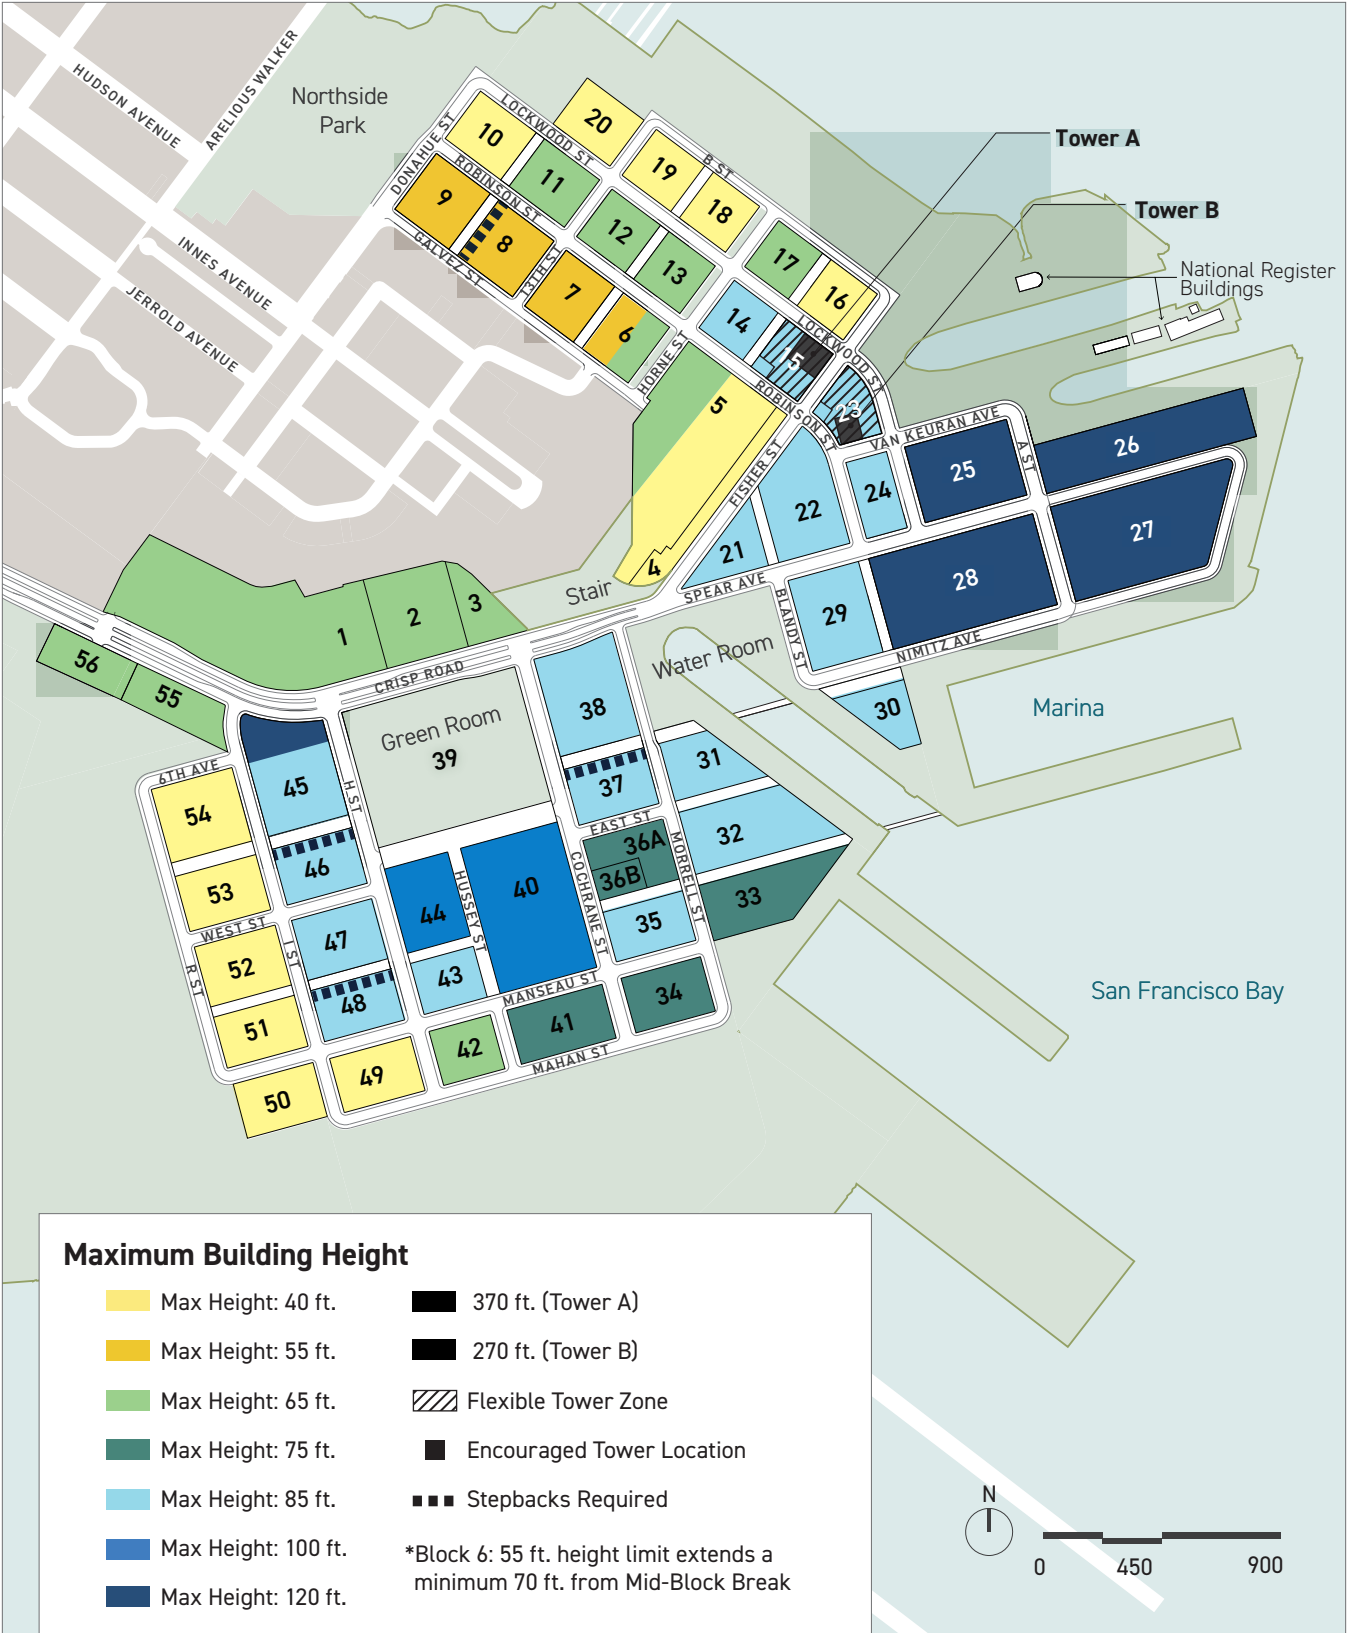 HUDSON AVENUE
ARELIOUS WALKER
INNES AVENUE
JERROLD AVENUE
Northside
Park
DONAHUE ST
LOCKWOOD ST
ROBINSON ST
GALVEZ ST
13TH ST
B ST
HORNE ST
10
20
11
19
18
9
8
12
13
17
16
7
6
14
LOCKWOOD ST
ROBINSON ST
5
23
5
4
FISHER ST
Tower A
Tower B
National Register
Buildings
VAN KEURAN AVE
A ST
26
25
24
22
21
27
28
29
30
SPEAR AVE
BLANDY ST
NIMITZ AVE
Stair
Water Room
Marina
San Francisco Bay
1
2
3
56
55
CRISP ROAD
Green Room
39
38
37
31
32
33
EAST ST
36A
36B
35
34
MORRELL ST
COCHRANE ST
6TH AVE
54
53
45
46
H ST
WEST ST
52
51
50
R ST
I ST
47
48
44
43
HUSSEY ST
40
MANSEAU ST
41
42
49
MAHAN ST
Maximum Building Height
Max Height: 40 ft.
Max Height: 55 ft.
Max Height: 65 ft.
Max Height: 75 ft.
Max Height: 85 ft.
Max Height: 100 ft.
Max Height: 120 ft.
370 ft. (Tower A)
270 ft. (Tower B)
Flexible Tower Zone
Encouraged Tower Location
Stepbacks Required
*Block 6: 55 ft. height limit extends a
minimum 70 ft. from Mid-Block Break
N
0 450 900